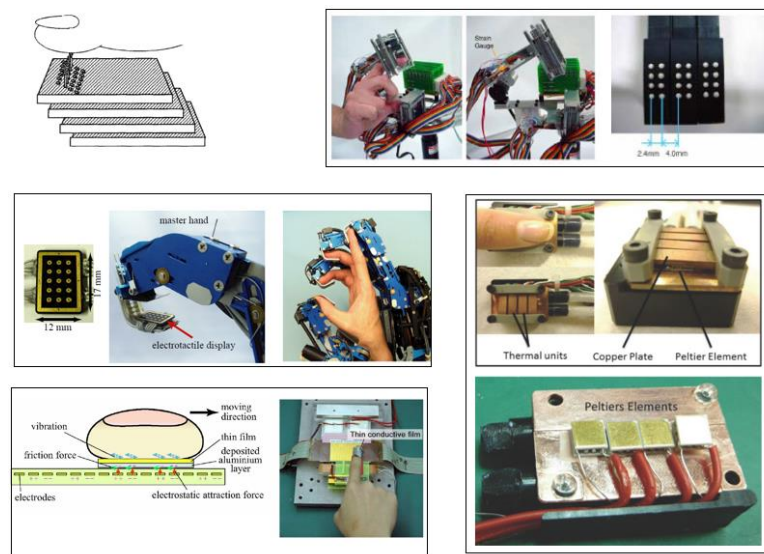 Strain
Gauge
2.4mm 4.0mm
master hand
17 mm
12 mm
electrotactile display
Thermal units
Copper Plate
Peltier Element
vibration
friction force
moving
direction
thin film
deposited
aluminium
layer
electrodes
electrostatic attraction force
Thin conductive film
Peltiers Elements